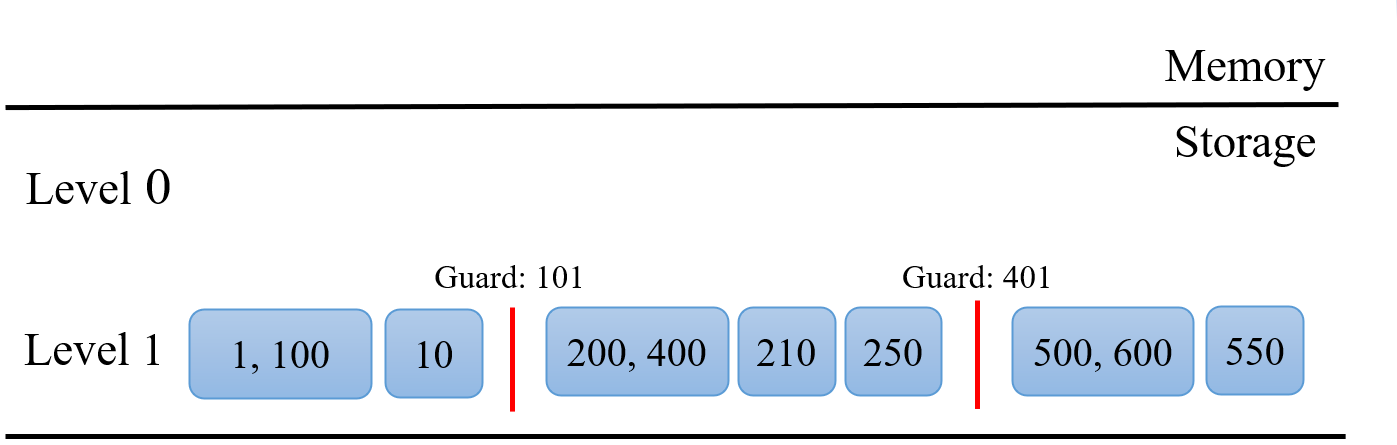 Memory
Storage
Level 0
Guard: 101 Guard: 401
Level 1 1, 100 10 200, 400 210 250 500, 600 550